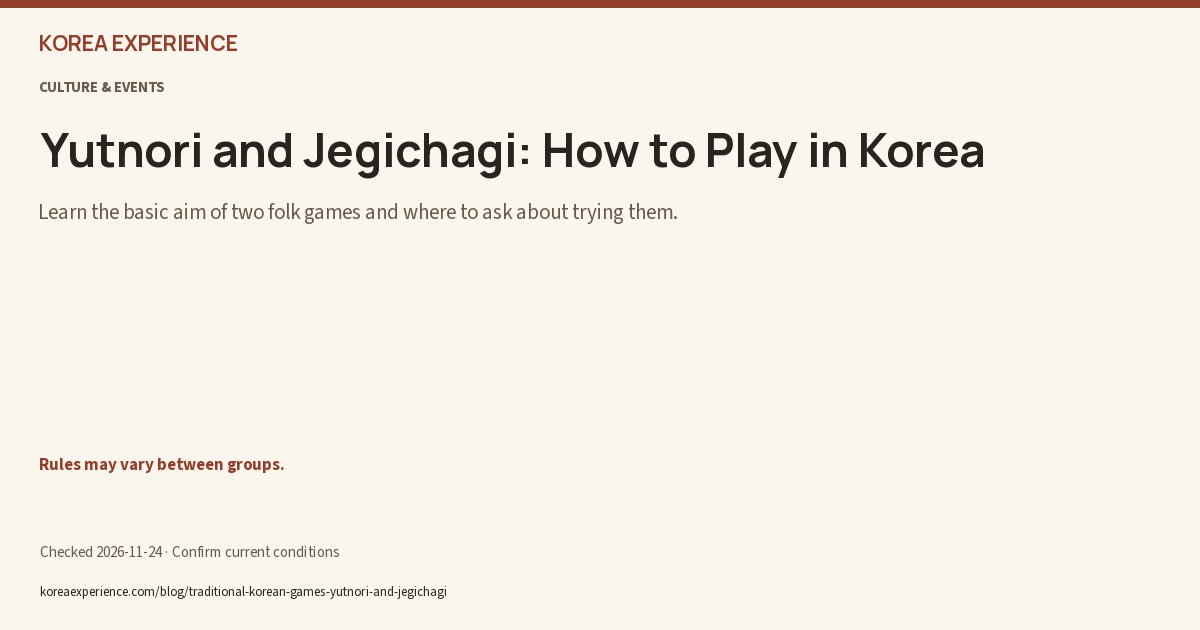 KOREA EXPERIENCE
CULTURE & EVENTS
Yutnori and Jegichagi: How to Play in Korea
Learn the basic aim of two folk games and where to ask about trying them.
Rules may vary between groups.
Checked 2026-11-24 · Confirm current conditions
koreaexperience.com/blog/traditional-korean-games-yutnori-and-jegichagi